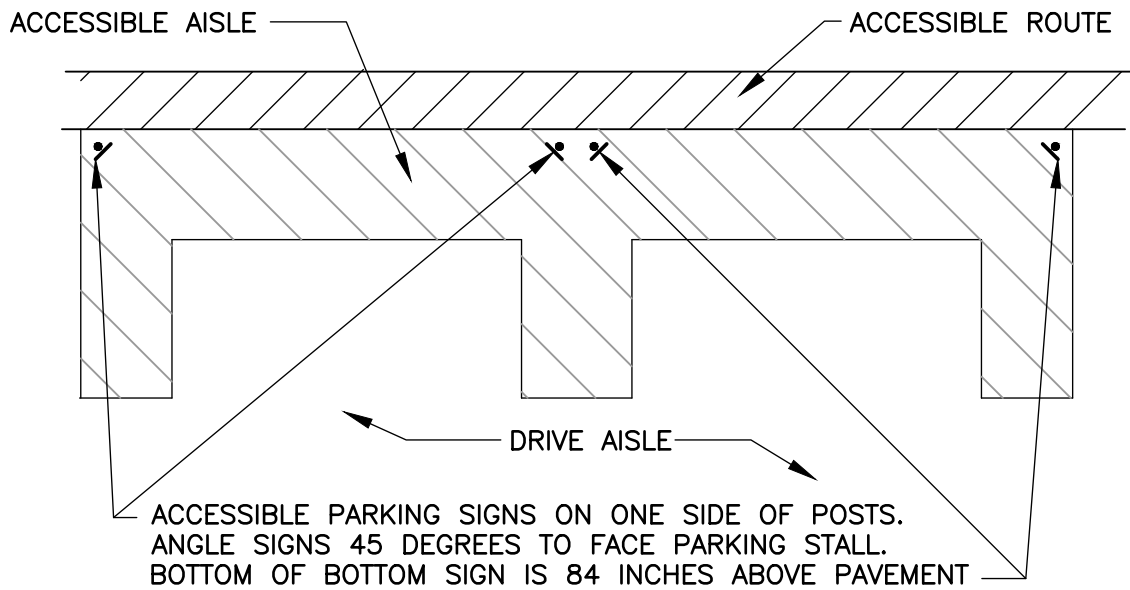 ACCESSIBLE AISLE
ACCESSIBLE ROUTE
DRIVE AISLE
ACCESSIBLE PARKING SIGNS ON ONE SIDE OF POSTS.
ANGLE SIGNS 45 DEGREES TO FACE PARKING STALL.
BOTTOM OF BOTTOM SIGN IS 84 INCHES ABOVE PAVEMENT